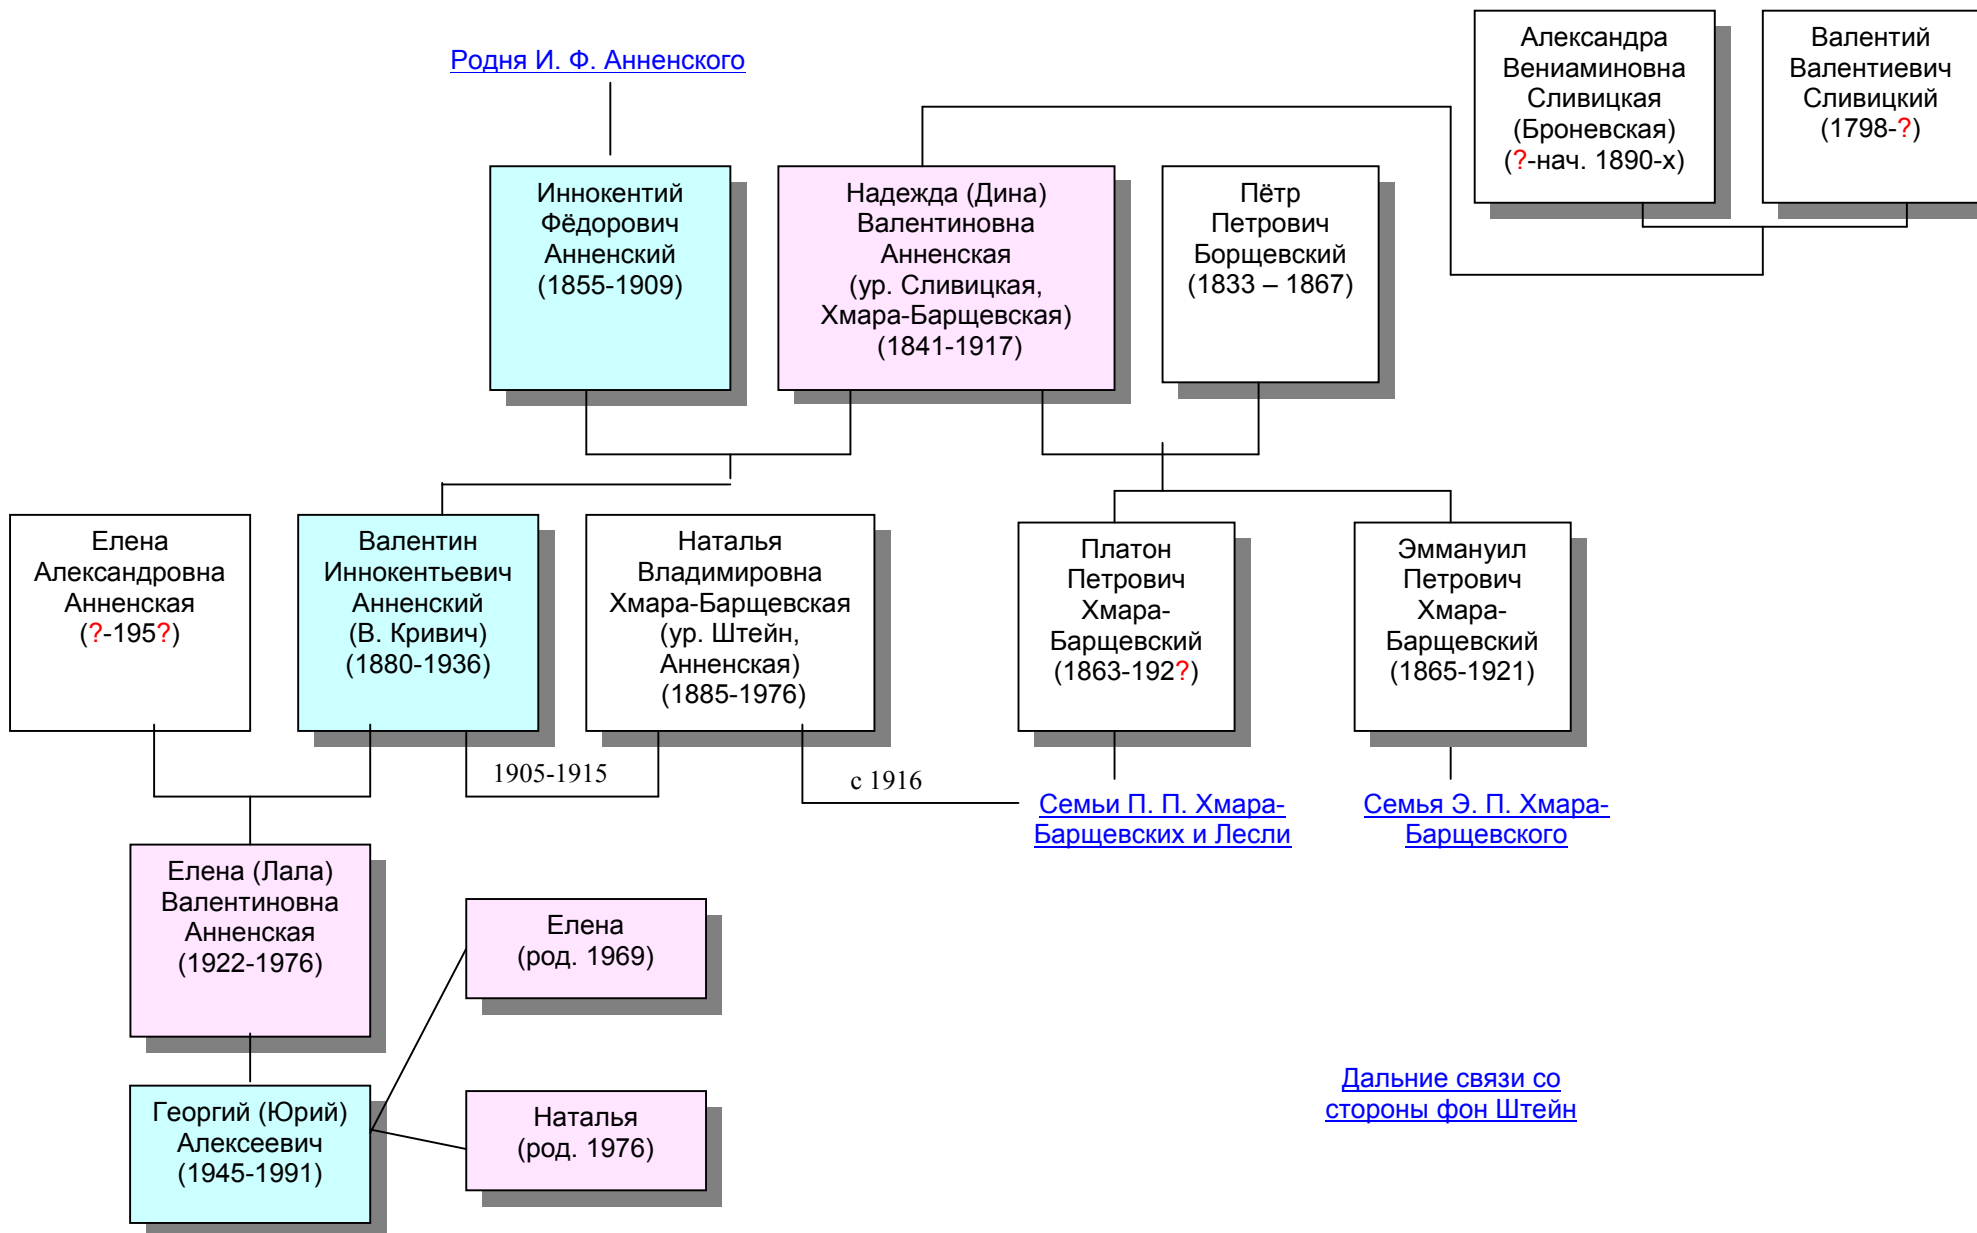 Родня И. Ф. Анненского
Александра
Вениаминовна
Сливицкая
(Броневская)
(?-нач. 1890-х)
Валентий
Валентиевич
Сливицкий
(1798-?)
Иннокентий
Фёдорович
Анненский
(1855-1909)
Надежда (Дина)
Валентиновна
Анненская
(ур. Сливицкая,
Хмара-Барщевская)
(1841-1917)
Пётр
Петрович
Борщевский
(1833 – 1867)
Елена
Александровна
Анненская
(?-195?)
Валентин
Иннокентьевич
Анненский
(В. Кривич)
(1880-1936)
Наталья
Владимировна
Хмара-Барщевская
(ур. Штейн,
Анненская)
(1885-1976)
Платон
Петрович
Хмара-
Барщевский
(1863-192?)
Эммануил
Петрович
Хмара-
Барщевский
(1865-1921)
1905-1915
с 1916
Семьи П. П. Хмара-
Барщевских и Лесли
Семья Э. П. Хмара-
Барщевского
Елена (Лала)
Валентиновна
Анненская
(1922-1976)
Елена
(род. 1969)
Георгий (Юрий)
Алексеевич
(1945-1991)
Наталья
(род. 1976)
Дальние связи со
стороны фон Штейн